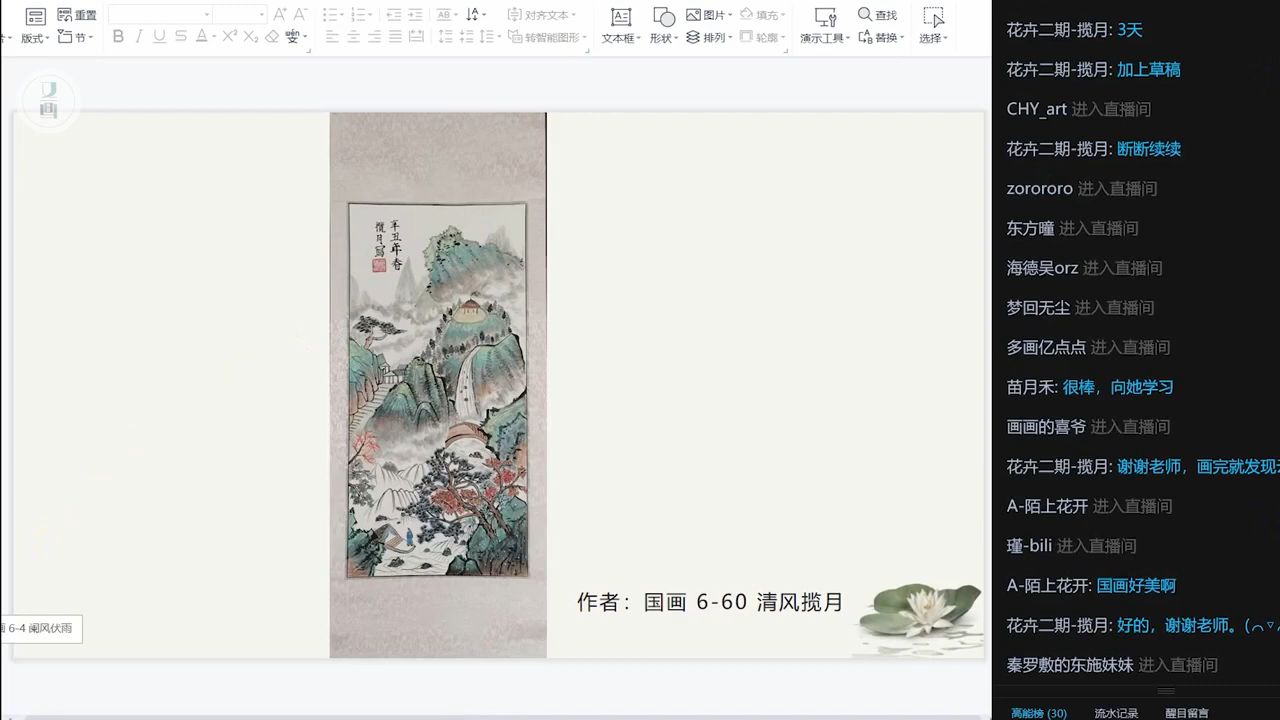 重置
版式
节
B I U S A X² X₂
AB
对齐文本
转智能图形
文本框
形状
图片
填充
排列
轮廓
演示工具
查找
替换
选择
辛丑年春
揽月写
作者：国画 6-60 清风揽月
画 6-4 阑风伏雨
花卉二期-揽月: 3天
花卉二期-揽月: 加上草稿
CHY_art 进入直播间
花卉二期-揽月: 断断续续
zorororo 进入直播间
东方曈 进入直播间
海德吴orz 进入直播间
梦回无尘 进入直播间
多画亿点点 进入直播间
苗月禾: 很棒，向她学习
画画的喜爷 进入直播间
花卉二期-揽月: 谢谢老师，画完就发现
A-陌上花开 进入直播间
瑾-bili 进入直播间
A-陌上花开: 国画好美啊
花卉二期-揽月: 好的，谢谢老师。(⌒▽
秦罗敷的东施妹妹 进入直播间
高能榜 (30)
流水记录
醒目留言